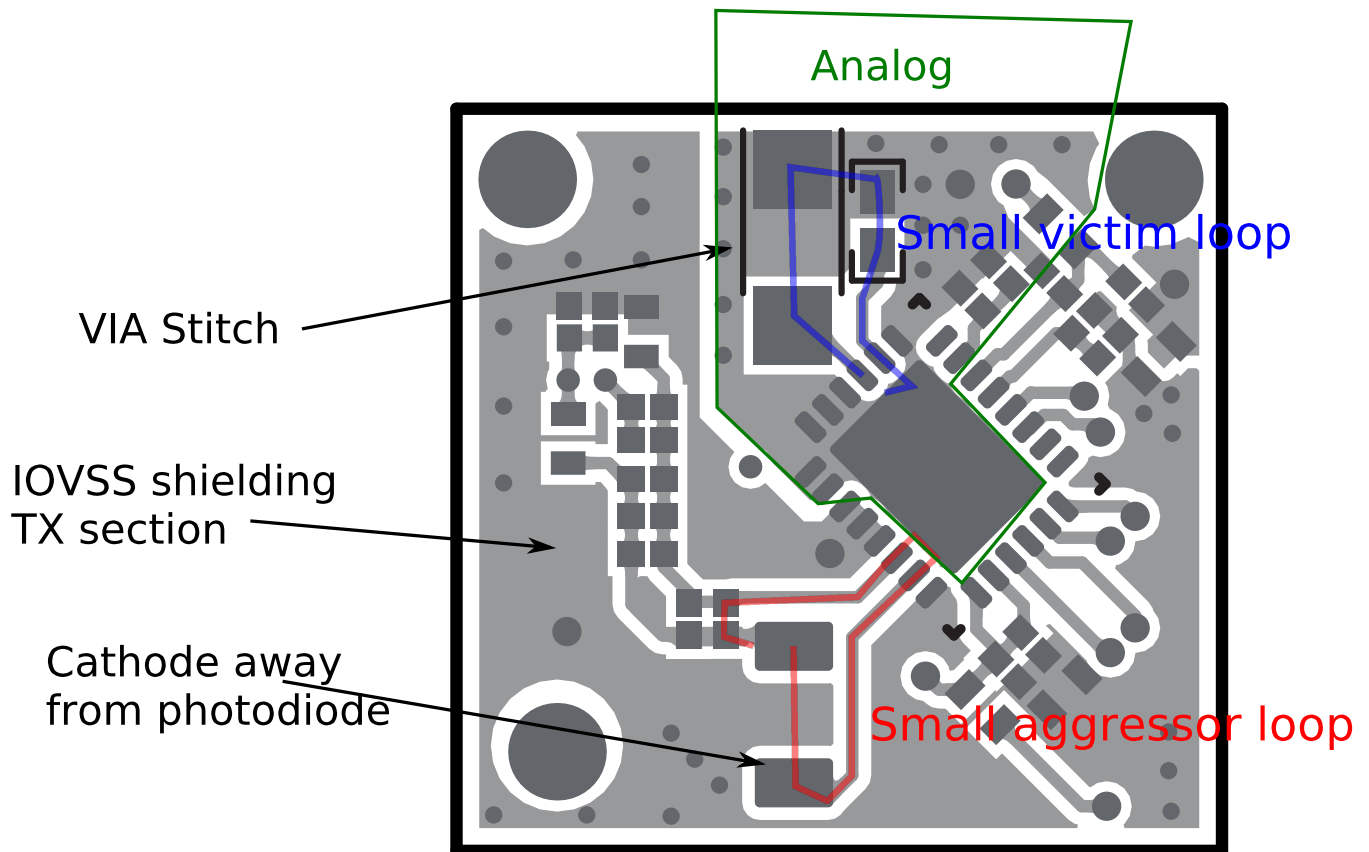 Analog
Small victim loop
VIA Stitch
IOVSS shielding
TX section
Cathode away
from photodiode
Small aggressor loop